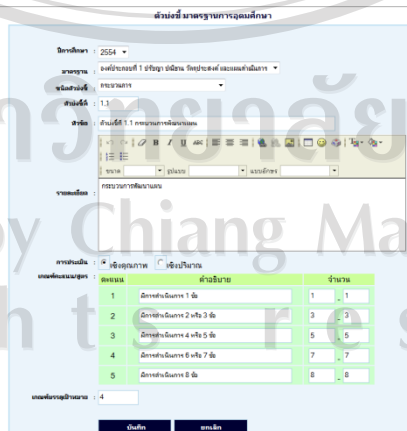 ตัวบ่งชี้ มาตรฐานการอุดมศึกษา
ปีการศึกษา : 2554
มาตรฐาน : องค์ประกอบที่ 1 ปรัชญา ปณิธาน วัตถุประสงค์ และแผนดำเนินการ
ชนิดตัวบ่งชี้ : กระบวนการ
ตัวบ่งชี้ที่ : 1.1
หัวข้อ : ตัวบ่งชี้ที่ 1.1 กระบวนการพัฒนาแผน
B I U ABC
ขนาด รูปแบบ แบบอักษร
รายละเอียด : กระบวนการพัฒนาแผน
การประเมิน : เชิงคุณภาพ เชิงปริมาณ
เกณฑ์คะแนน/สูตร : คะแนน คำอธิบาย จำนวน
1 มีการดำเนินการ 1 ข้อ 1 - 1
2 มีการดำเนินการ 2 หรือ 3 ข้อ 3 - 3
3 มีการดำเนินการ 4 หรือ 5 ข้อ 5 - 5
4 มีการดำเนินการ 6 หรือ 7 ข้อ 7 - 7
5 มีการดำเนินการ 8 ข้อ 8 - 8
เกณฑ์บรรลุเป้าหมาย : 4
บันทึก ยกเลิก